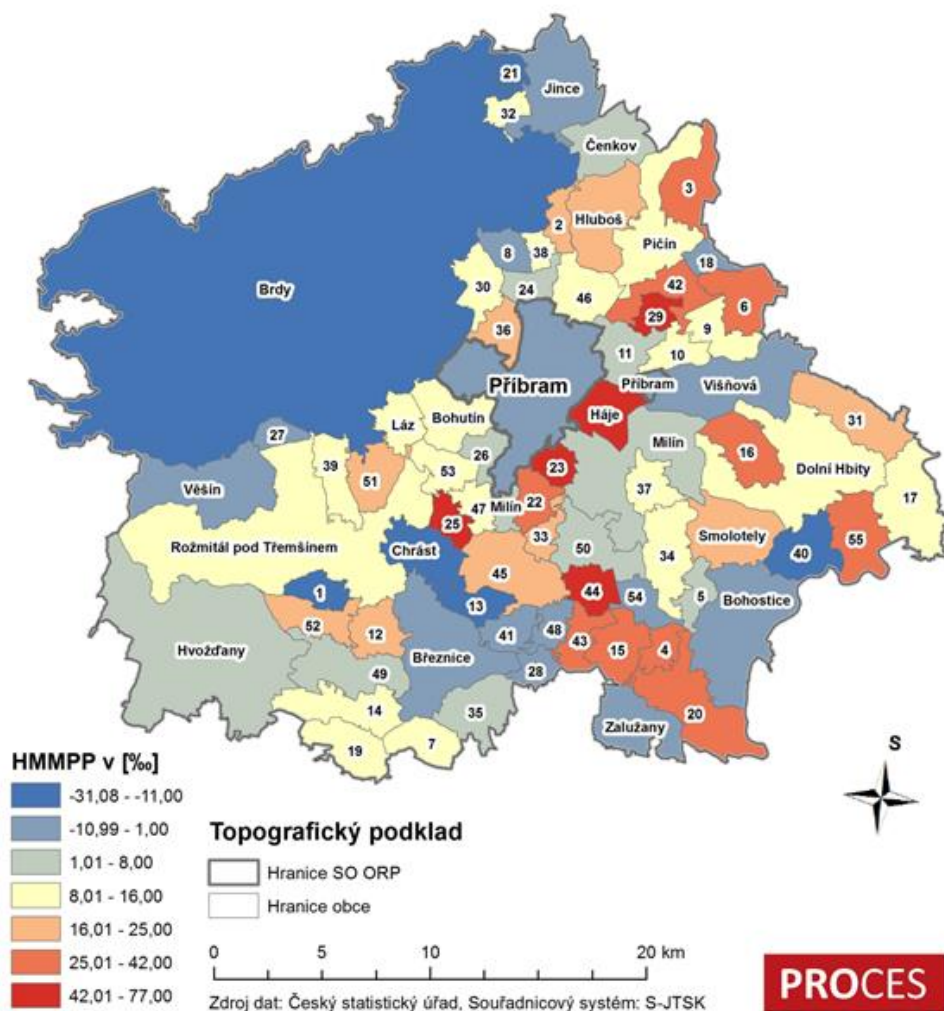 21
Jince
32
Čenkov
3
2
Hluboš
8
38
Pičín
18
Brdy
30
24
46
42
6
29
9
36
11
10
Příbram
Příbram
Višňová
Háje
31
Láz
Bohutín
Milín
16
27
26
23
Dolní Hbity
39
51
53
37
17
Věšín
22
25
47
Milín
33
Smolotely
55
Rožmitál pod Třemšínem
Chrást
50
34
40
45
1
44
54
5
Bohostice
13
52
12
48
41
43
15
4
Hvožďany
Březnice
28
49
14
35
20
Zalužany
19
7
S
HMMPP v [‰]
-31,08 - -11,00
-10,99 - 1,00
1,01 - 8,00
8,01 - 16,00
16,01 - 25,00
25,01 - 42,00
42,01 - 77,00
Topografický podklad
Hranice SO ORP
Hranice obce
0 5 10 20 km
Zdroj dat: Český statistický úřad, Souřadnicový systém: S-JTSK
PROCES